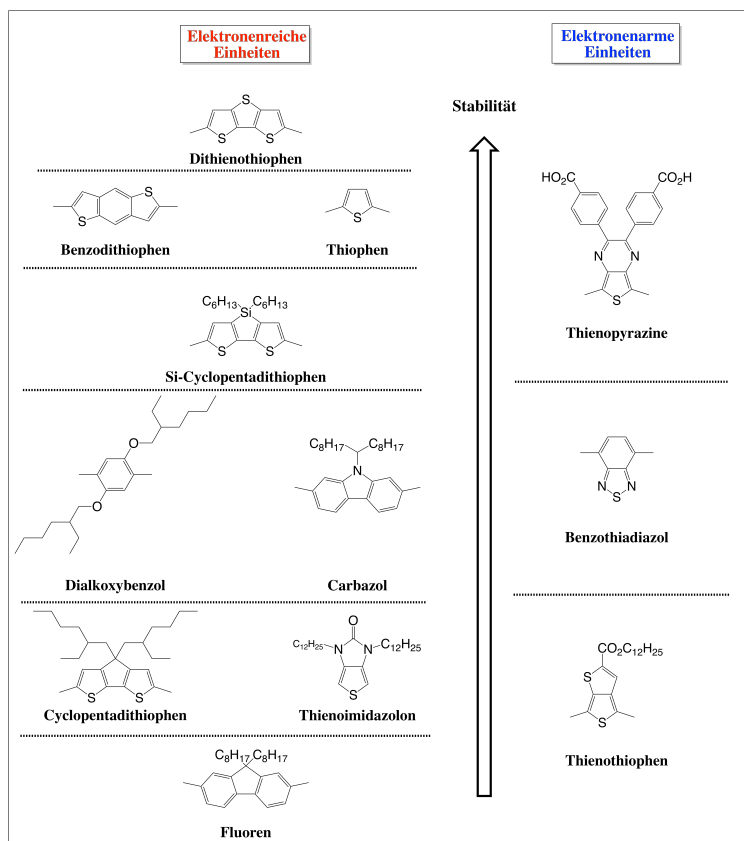 Elektronenreiche
Einheiten
Elektronenarme
Einheiten
Stabilität
S
S S
Dithienothiophen
S
S
Benzodithiophen
S
Thiophen
C6H13 C6H13
Si
S S
Si-Cyclopentadithiophen
HO2C CO2H
N N
S
Thienopyrazine
O
O
Dialkoxybenzol
C8H17 C8H17
N
Carbazol
N N
S
Benzothiadiazol
S S
Cyclopentadithiophen
O
C12H25 N N C12H25
S
Thienoimidazolon
CO2C12H25
S
S
Thienothiophen
C8H17 C8H17
Fluoren